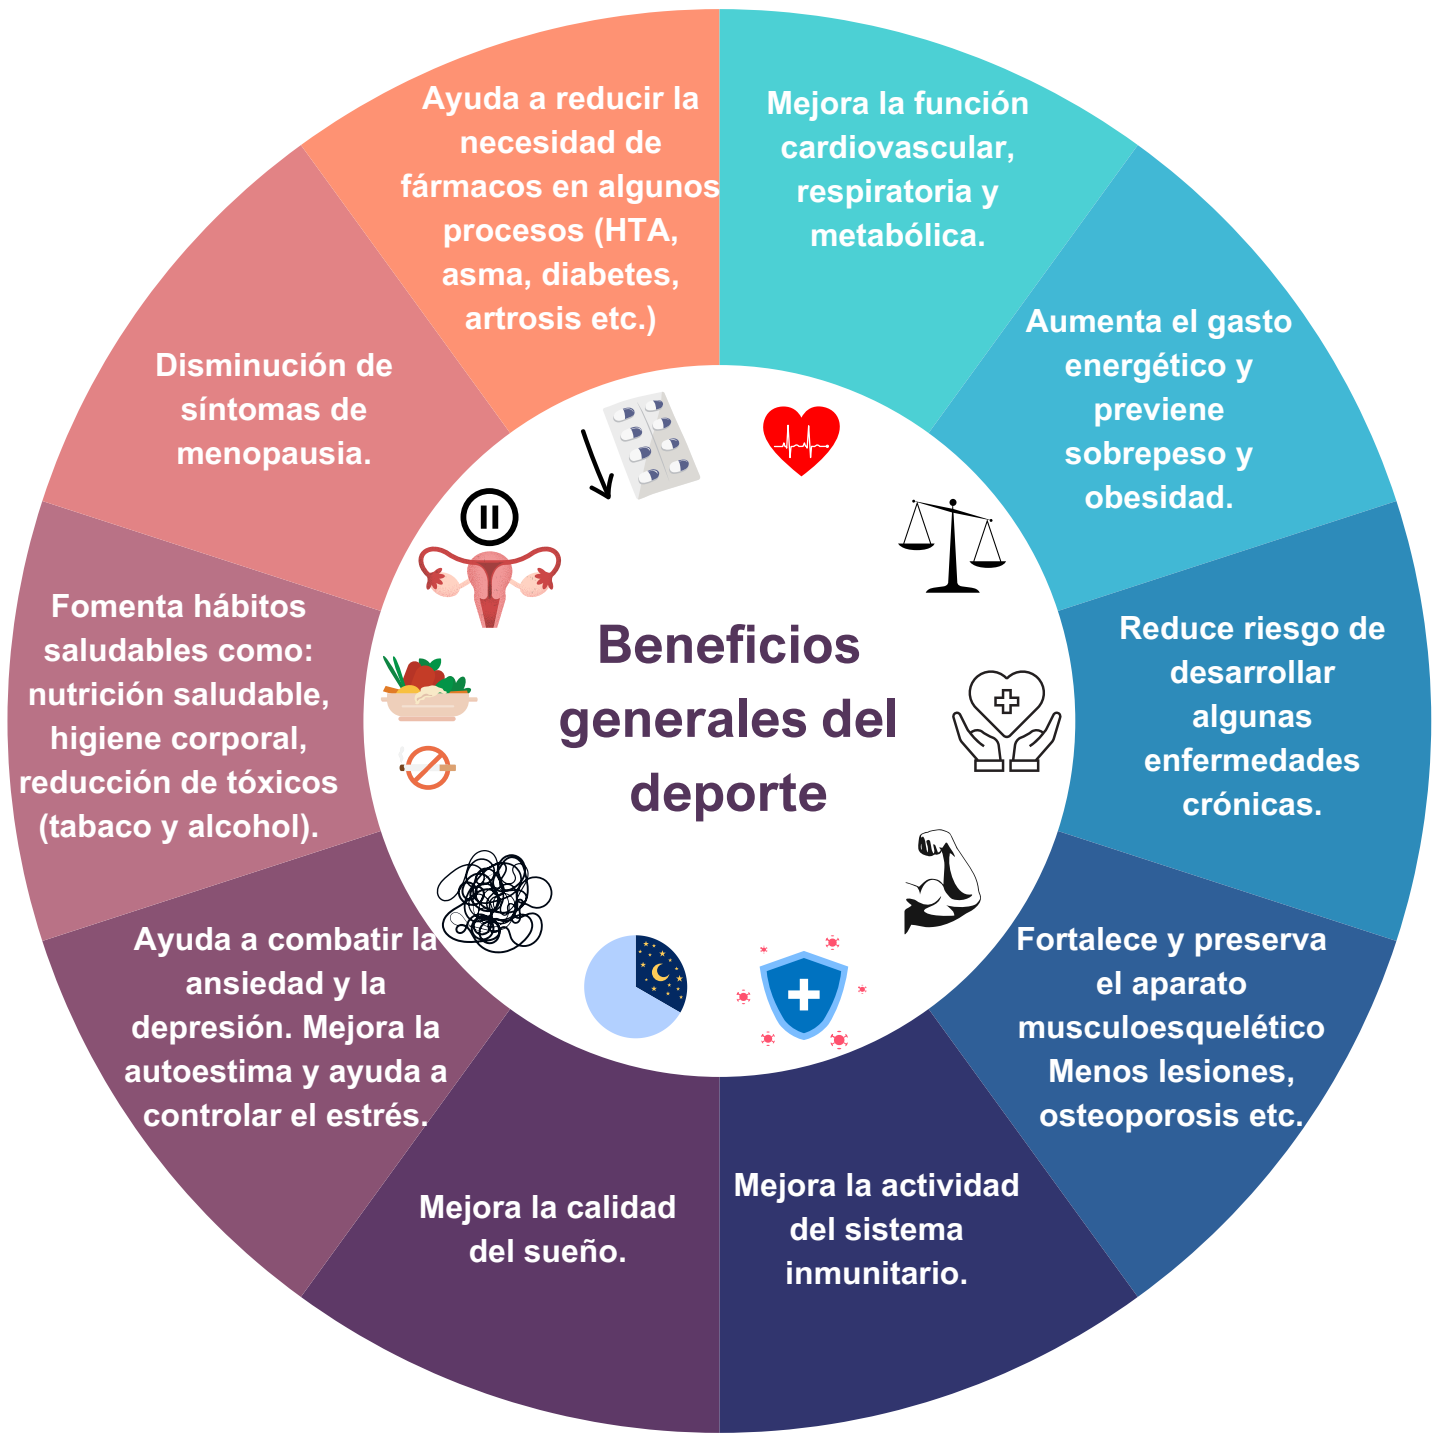 Beneficios
generales del
deporte
Mejora la función
cardiovascular,
respiratoria y
metabólica.
Aumenta el gasto
energético y
previene
sobrepeso y
obesidad.
Reduce riesgo de
desarrollar
algunas
enfermedades
crónicas.
Fortalece y preserva
el aparato
musculoesquelético
Menos lesiones,
osteoporosis etc.
Mejora la actividad
del sistema
inmunitario.
Mejora la calidad
del sueño.
Ayuda a combatir la
ansiedad y la
depresión. Mejora la
autoestima y ayuda a
controlar el estrés.
Fomenta hábitos
saludables como:
nutrición saludable,
higiene corporal,
reducción de tóxicos
(tabaco y alcohol).
Disminución de
síntomas de
menopausia.
Ayuda a reducir la
necesidad de
fármacos en algunos
procesos (HTA,
asma, diabetes,
artrosis etc.)